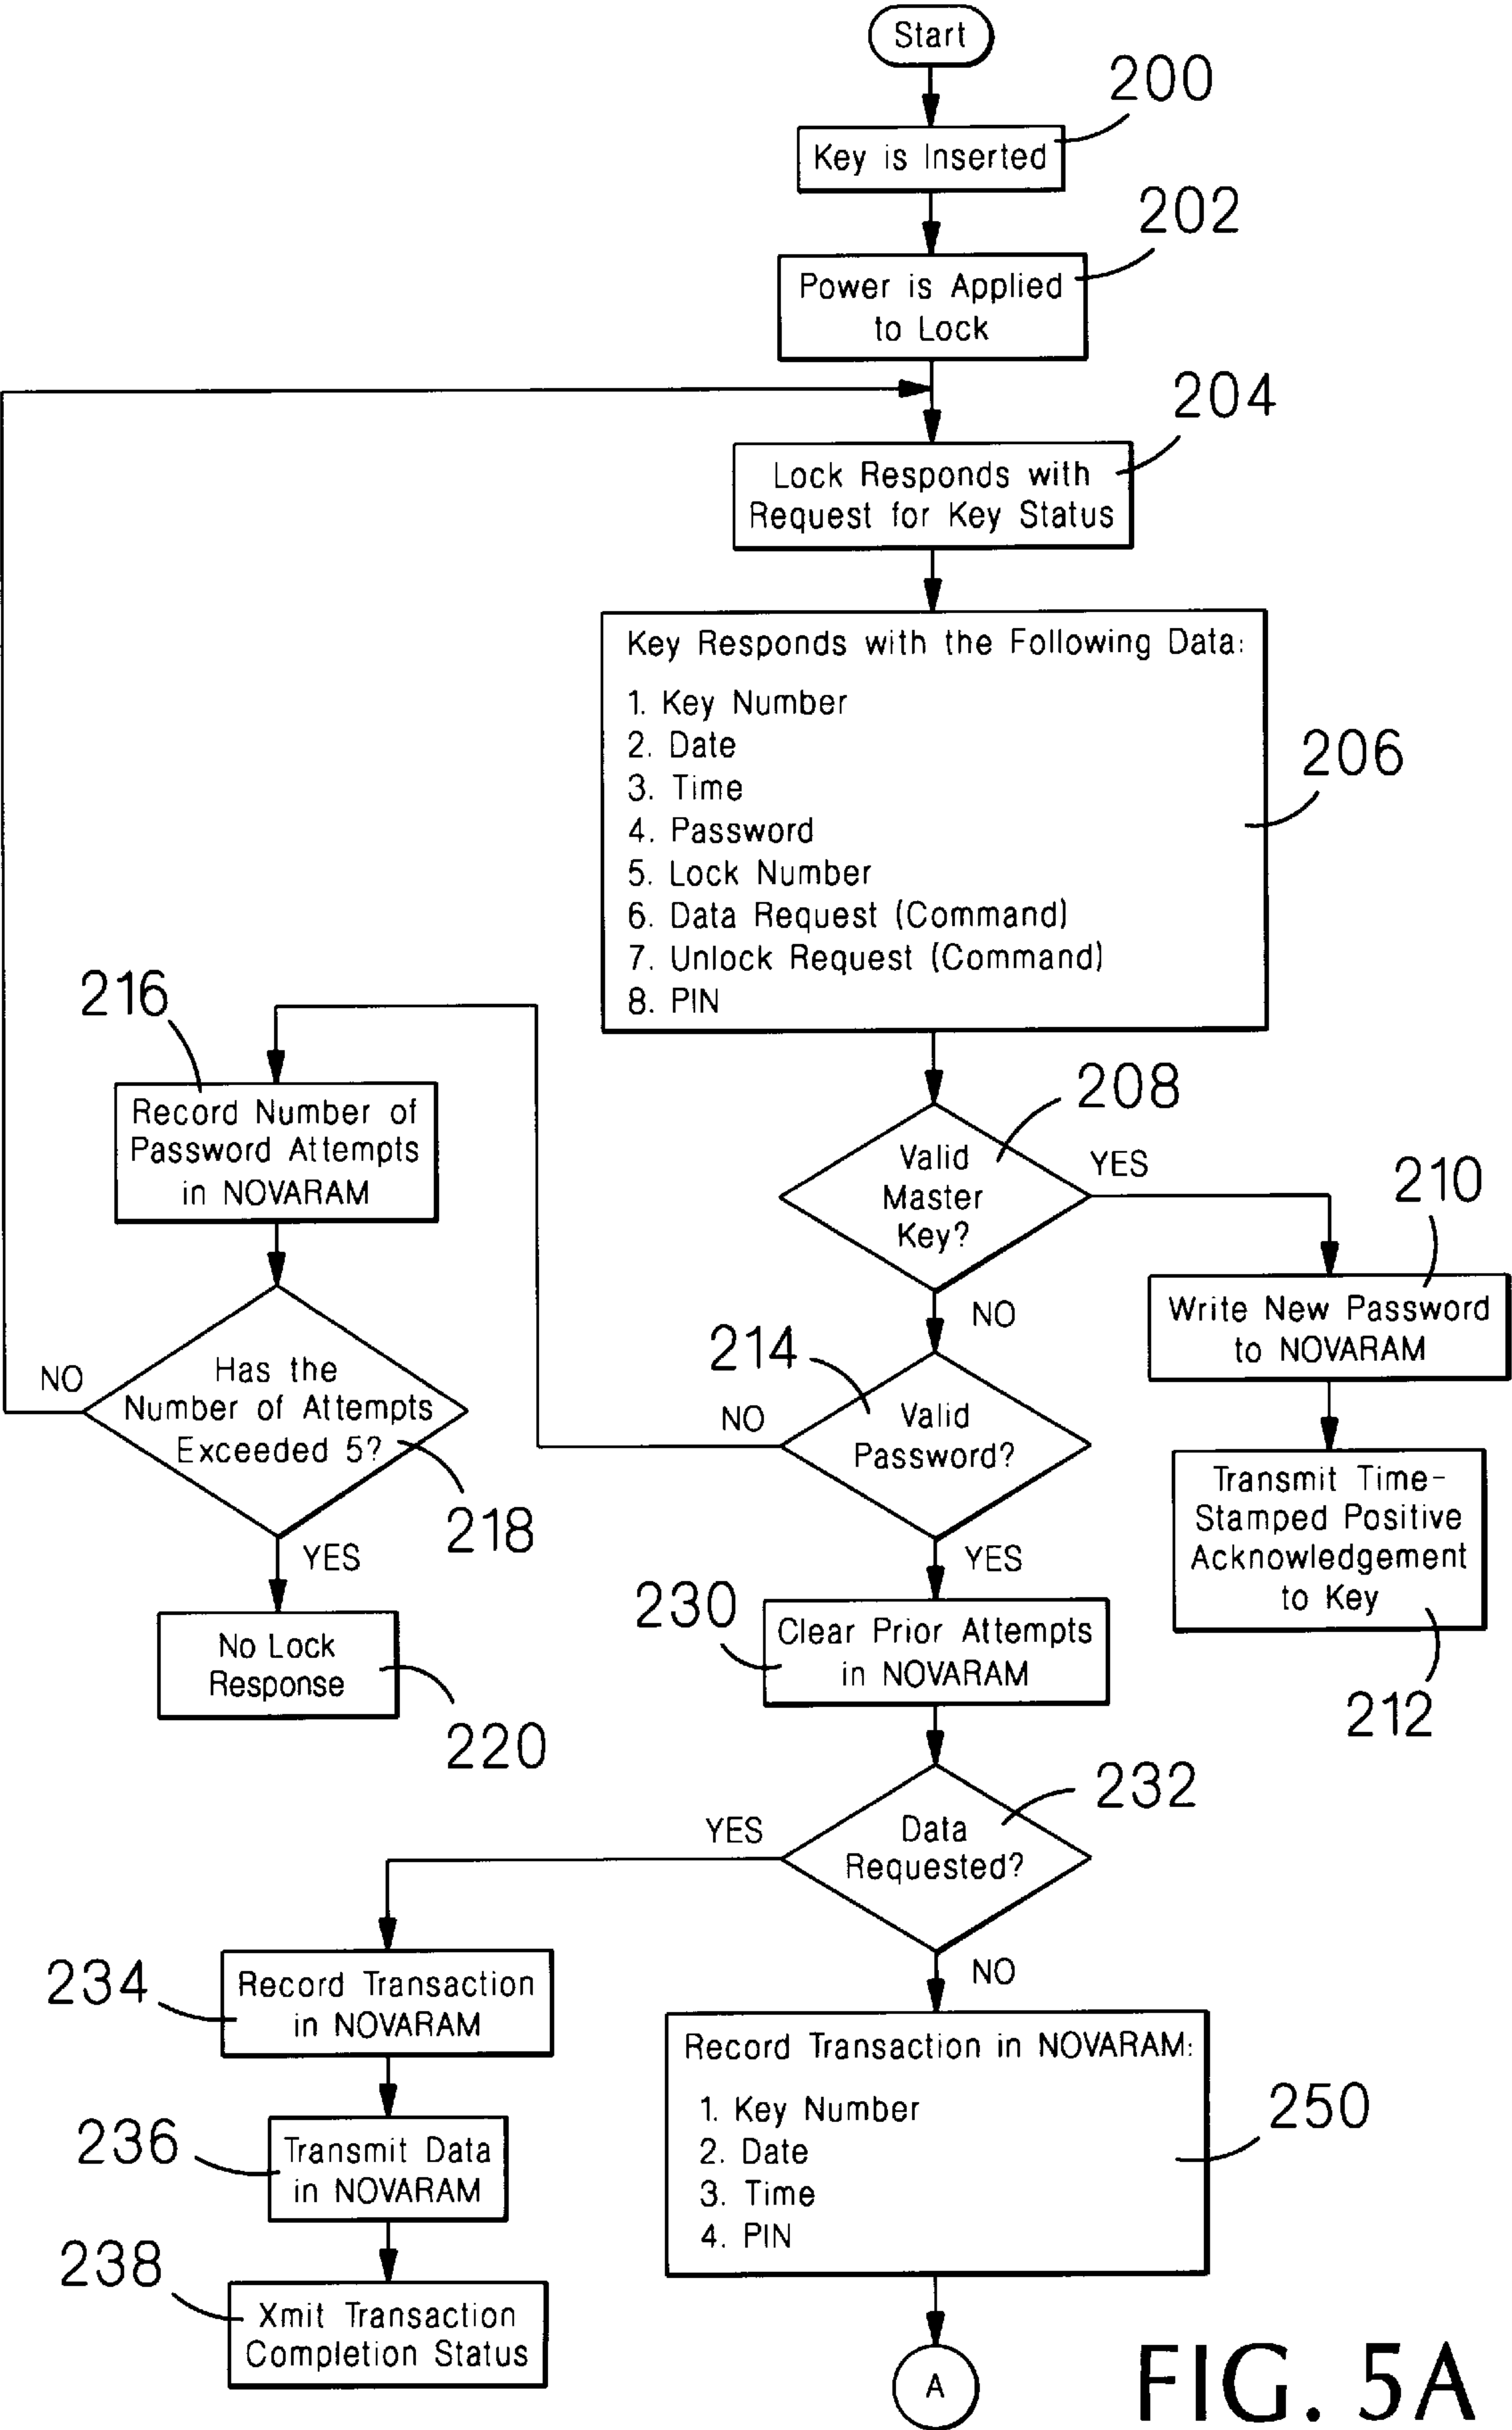 Start
200
Key is Inserted
202
Power is Applied
to Lock
204
Lock Responds with
Request for Key Status
Key Responds with the Following Data:
1. Key Number
2. Date
3. Time
4. Password
5. Lock Number
6. Data Request (Command)
7. Unlock Request (Command)
8. PIN
206
216
Record Number of
Password Attempts
in NOVARAM
208
Valid
Master
Key?
YES
NO
210
Write New Password
to NOVARAM
214
Valid
Password?
NO
YES
Has the
Number of Attempts
Exceeded 5?
NO
218
YES
Transmit Time-
Stamped Positive
Acknowledgement
to Key
212
No Lock
Response
220
230
Clear Prior Attempts
in NOVARAM
232
Data
Requested?
YES
NO
234
Record Transaction
in NOVARAM
236
Transmit Data
in NOVARAM
238
Xmit Transaction
Completion Status
Record Transaction in NOVARAM:
1. Key Number
2. Date
3. Time
4. PIN
250
A
FIG. 5A